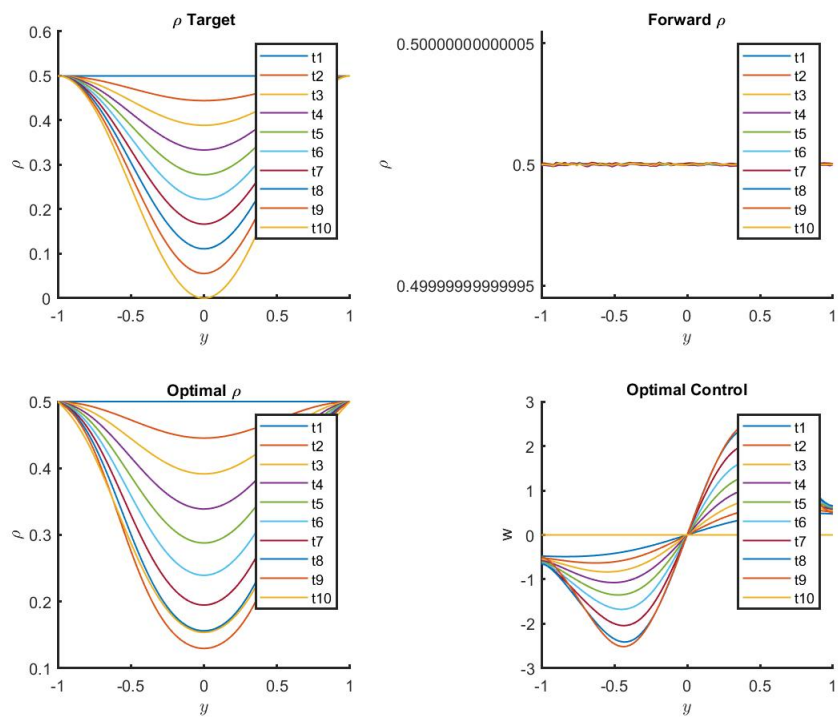 ρ Target
0.6
0.5
0.4
0.3
0.2
0.1
0
ρ
-1 -0.5 0 0.5 1
y
t1
t2
t3
t4
t5
t6
t7
t8
t9
t10
Forward ρ
0.50000000000005
0.5
0.49999999999995
ρ
-1 -0.5 0 0.5 1
y
t1
t2
t3
t4
t5
t6
t7
t8
t9
t10
Optimal ρ
0.5
0.4
0.3
0.2
0.1
ρ
-1 -0.5 0 0.5 1
y
t1
t2
t3
t4
t5
t6
t7
t8
t9
t10
Optimal Control
3
2
1
0
-1
-2
-3
w
-1 -0.5 0 0.5 1
y
t1
t2
t3
t4
t5
t6
t7
t8
t9
t10